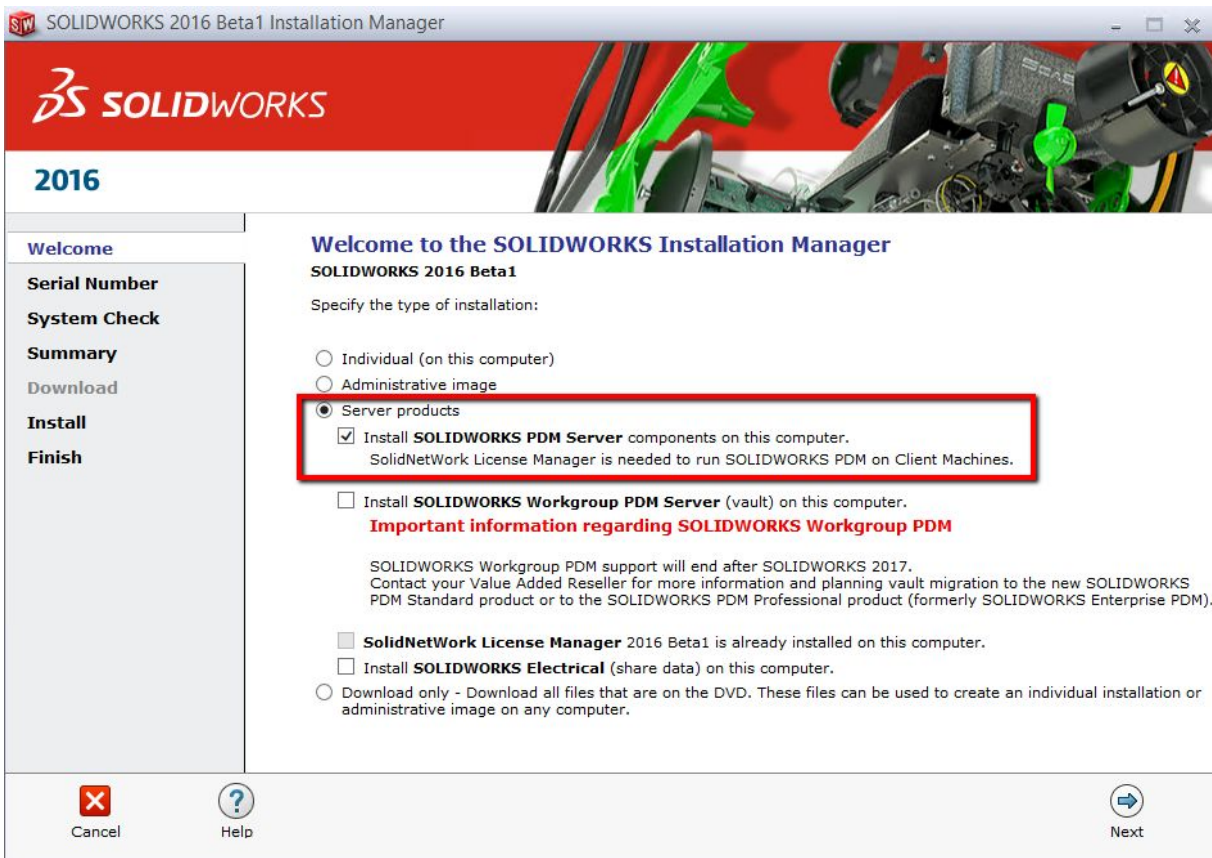 SOLIDWORKS 2016 Beta1 Installation Manager
SOLIDWORKS
2016
Welcome
Serial Number
System Check
Summary
Download
Install
Finish
Welcome to the SOLIDWORKS Installation Manager
SOLIDWORKS 2016 Beta1
Specify the type of installation:
Individual (on this computer)
Administrative image
Server products
Install SOLIDWORKS PDM Server components on this computer.
SolidNetWork License Manager is needed to run SOLIDWORKS PDM on Client Machines.
Install SOLIDWORKS Workgroup PDM Server (vault) on this computer.
Important information regarding SOLIDWORKS Workgroup PDM
SOLIDWORKS Workgroup PDM support will end after SOLIDWORKS 2017.
Contact your Value Added Reseller for more information and planning vault migration to the new SOLIDWORKS
PDM Standard product or to the SOLIDWORKS PDM Professional product (formerly SOLIDWORKS Enterprise PDM).
SolidNetWork License Manager 2016 Beta1 is already installed on this computer.
Install SOLIDWORKS Electrical (share data) on this computer.
Download only - Download all files that are on the DVD. These files can be used to create an individual installation or
administrative image on any computer.
Cancel
Help
Next